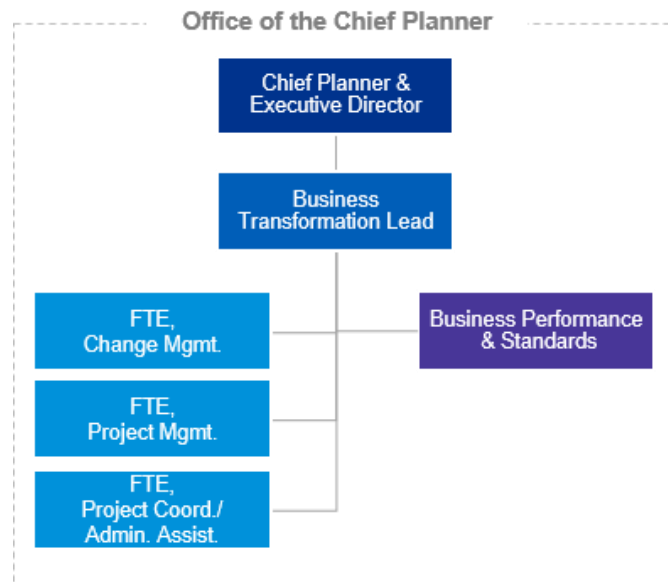 Office of the Chief Planner
Chief Planner &
Executive Director
Business
Transformation Lead
FTE,
Change Mgmt.
Business Performance
& Standards
FTE,
Project Mgmt.
FTE,
Project Coord./
Admin. Assist.